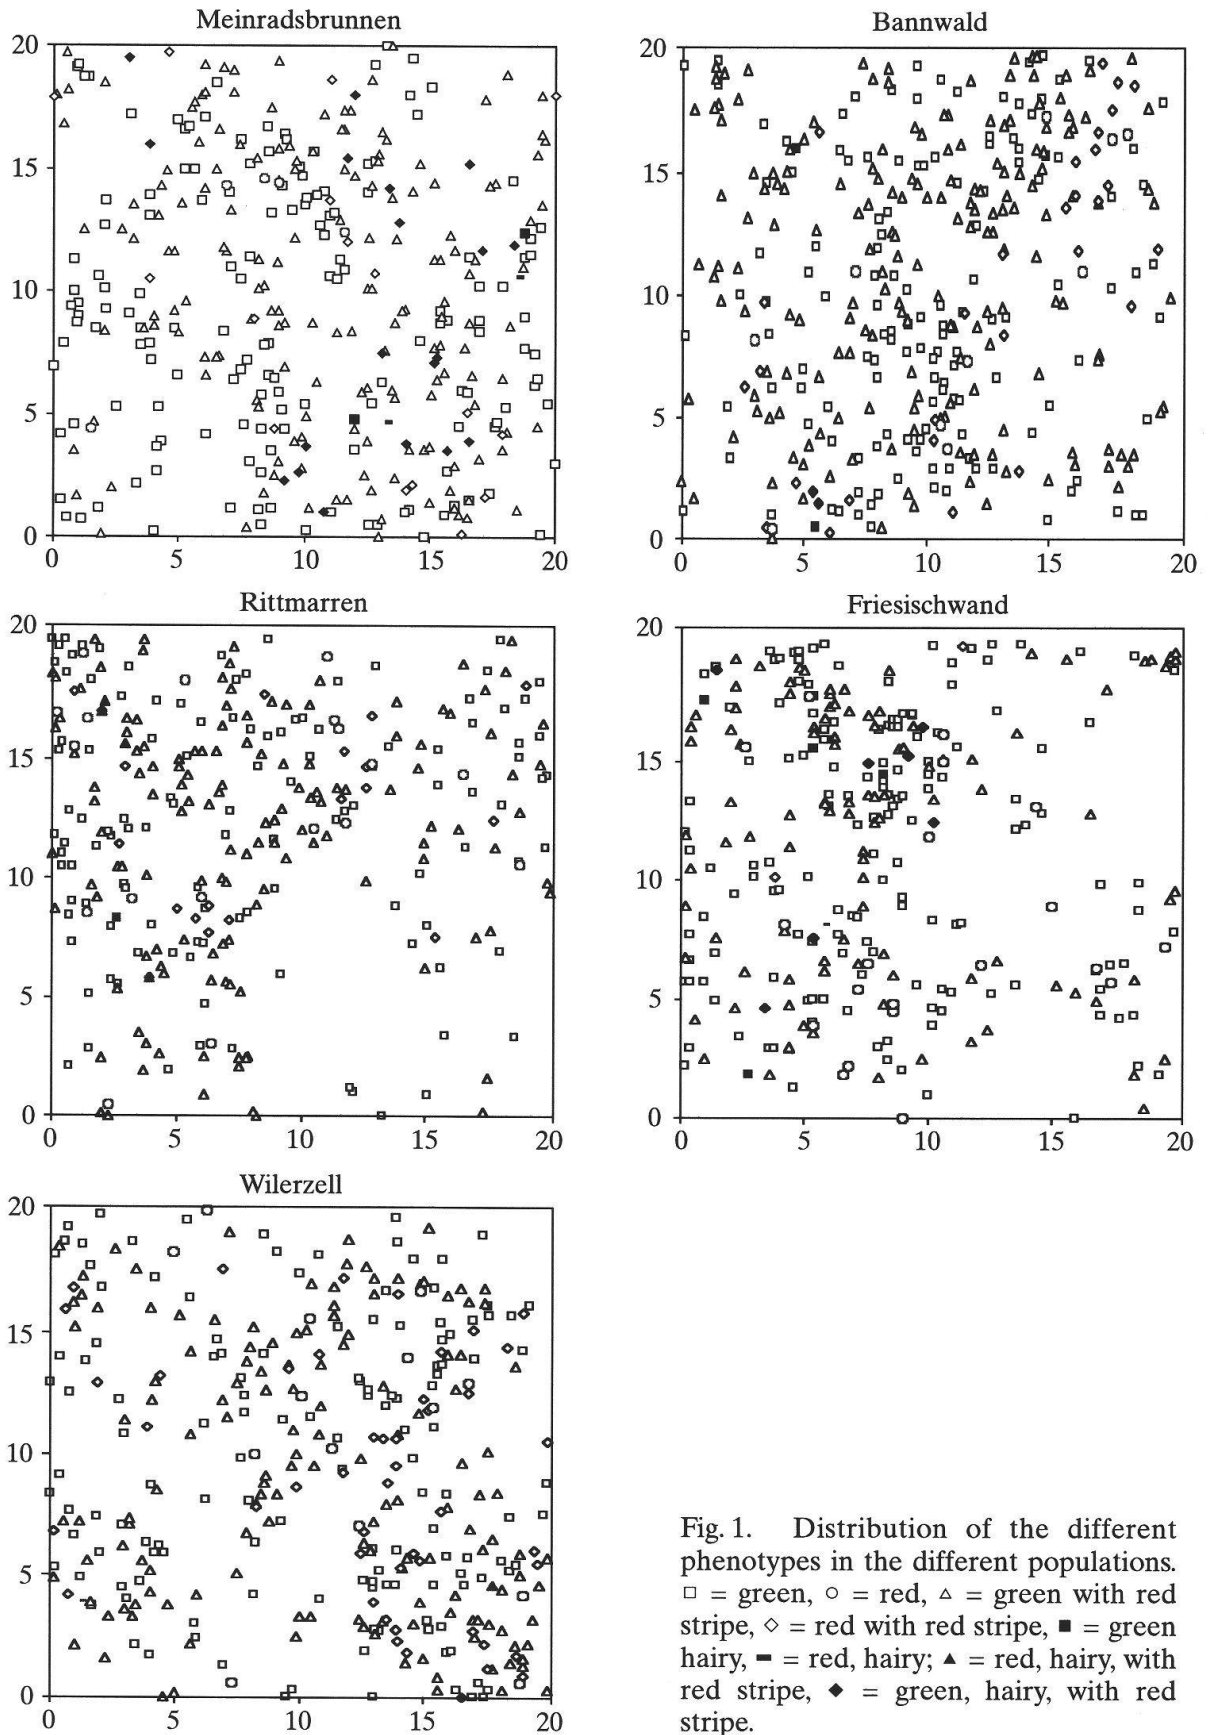 Meinradsbrunnen
20
15
10
5
0
0 5 10 15 20
Bannwald
20
15
10
5
0
0 5 10 15 20
Rittmarren
20
15
10
5
0
0 5 10 15 20
Friesischwand
20
15
10
5
0
0 5 10 15 20
Wilerzell
20
15
10
5
0
0 5 10 15 20
Fig. 1. Distribution of the different
phenotypes in the different populations.
□ = green, ○ = red, △ = green with red
stripe, ◇ = red with red stripe, ■ = green
hairy, ▬ = red, hairy; ▲ = red, hairy, with
red stripe, ◆ = green, hairy, with red
stripe.